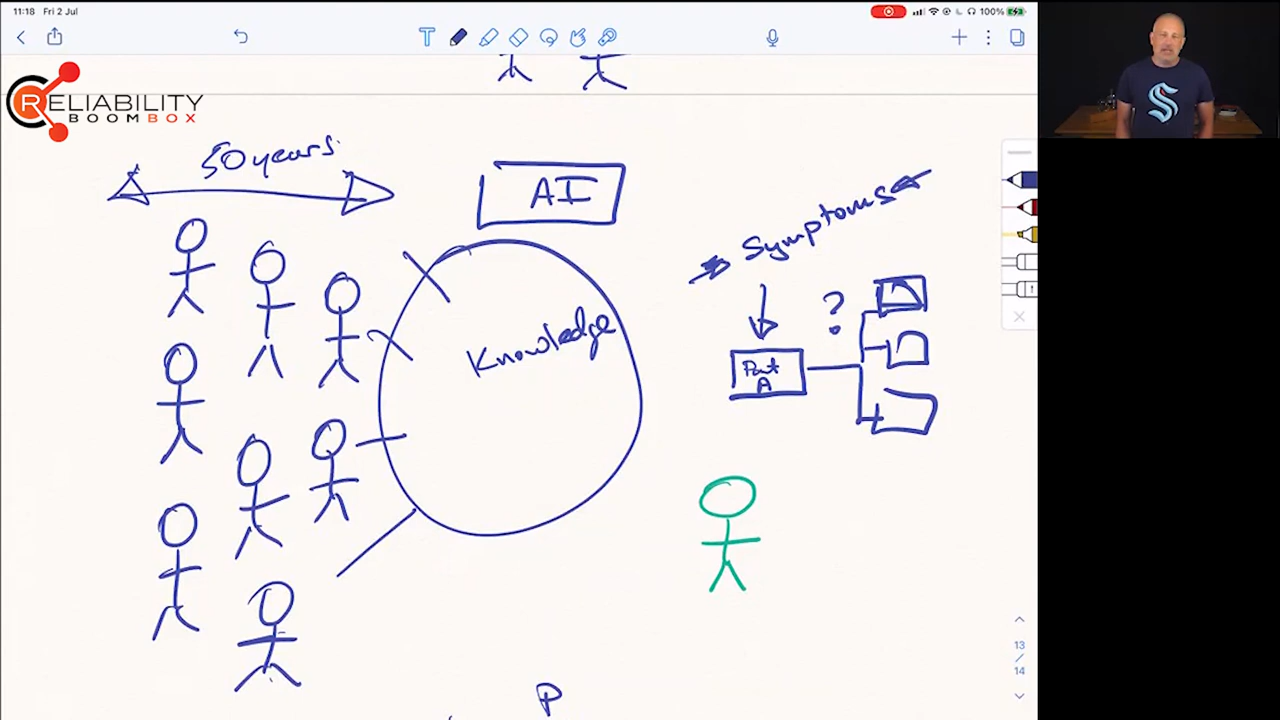 11:18 Fri 2 Jul
100%
RELIABILITY
BOOMBOX
50 years
AI
Symptoms
?
Knowledge
Part
A
13
/
14
P